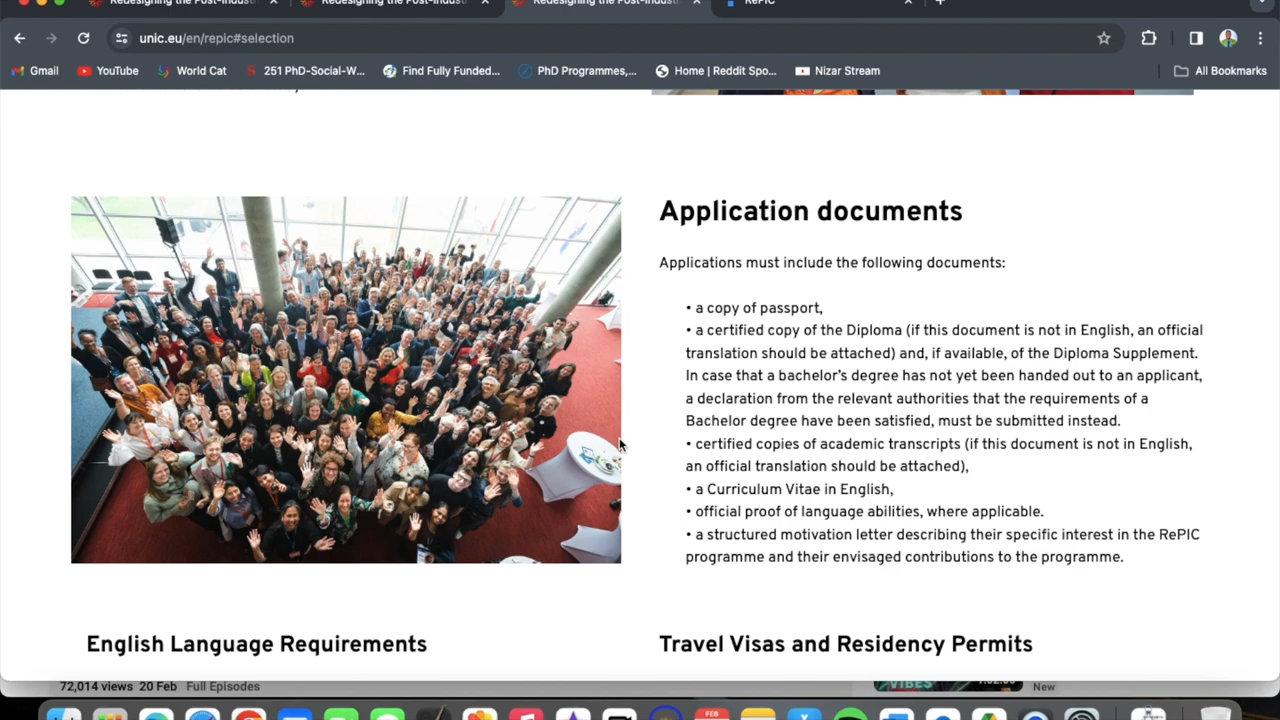 Redesigning the Post-Industr
Redesigning the Post-Industr
Redesigning the Post-Industr
RePIC
unic.eu/en/repic#selection
Gmail
YouTube
World Cat
251 PhD-Social-W...
Find Fully Funded...
PhD Programmes,...
Home | Reddit Spo...
Nizar Stream
All Bookmarks
Application documents
Applications must include the following documents:
• a copy of passport,
• a certified copy of the Diploma (if this document is not in English, an official
translation should be attached) and, if available, of the Diploma Supplement.
In case that a bachelor's degree has not yet been handed out to an applicant,
a declaration from the relevant authorities that the requirements of a
Bachelor degree have been satisfied, must be submitted instead.
• certified copies of academic transcripts (if this document is not in English,
an official translation should be attached),
• a Curriculum Vitae in English,
• official proof of language abilities, where applicable.
• a structured motivation letter describing their specific interest in the RePIC
programme and their envisaged contributions to the programme.
English Language Requirements
Travel Visas and Residency Permits
72,014 views 20 Feb Full Episodes
VIBES
New
FEB